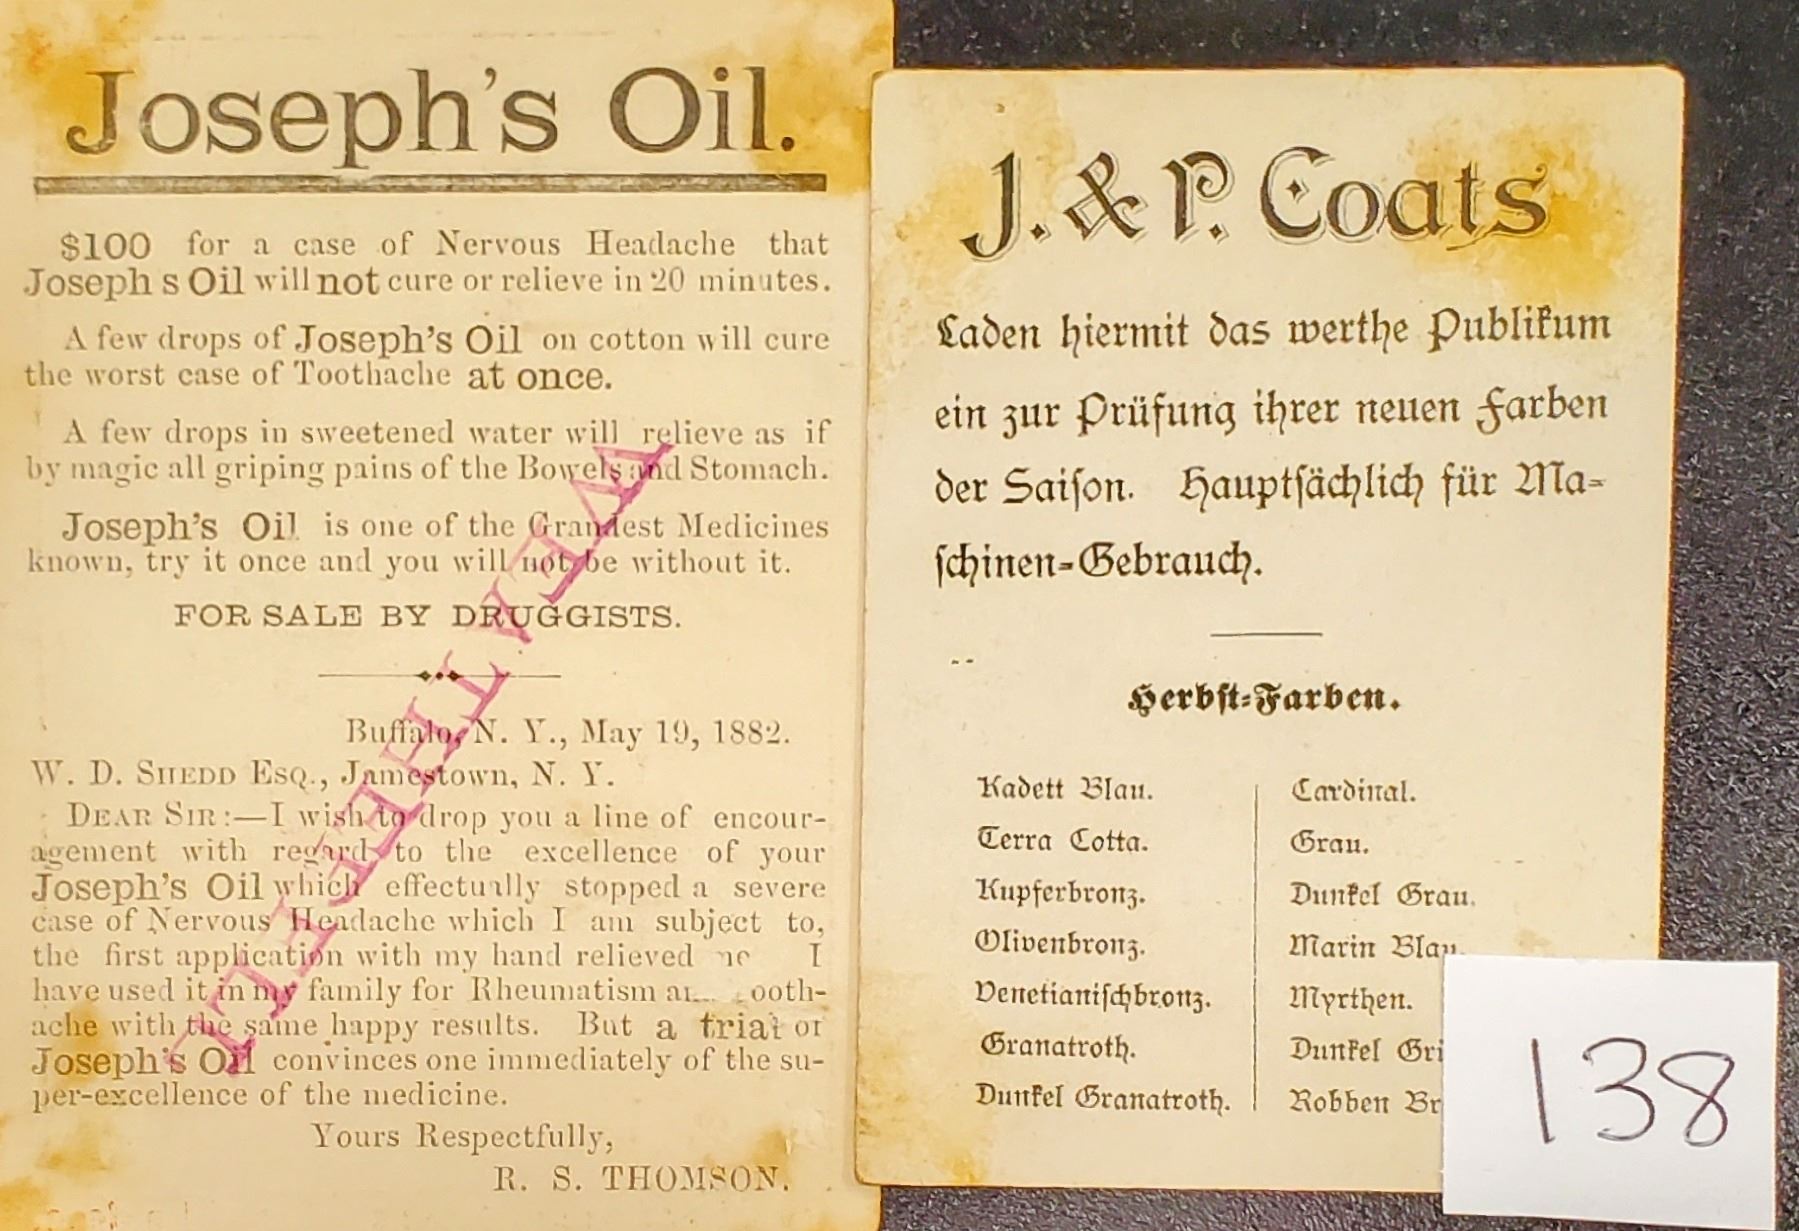 Joseph's Oil.
$100 for a case of Nervous Headache that
Joseph s Oil will not cure or relieve in 20 minutes.
A few drops of Joseph's Oil on cotton will cure
the worst case of Toothache at once.
A few drops in sweetened water will relieve as if
by magic all griping pains of the Bowels and Stomach.
Joseph's Oil is one of the Grandest Medicines
known, try it once and you will not be without it.
FOR SALE BY DRUGGISTS.
Buffalo, N. Y., May 19, 1882.
W. D. SHEDD ESQ., Jamestown, N. Y.
DEAR SIR:—I wish to drop you a line of encour-
agement with regard to the excellence of your
Joseph's Oil which effectually stopped a severe
case of Nervous Headache which I am subject to,
the first application with my hand relieved I
have used it in my family for Rheumatism
ache with the same happy results. But a trial of
Joseph's Oil convinces one immediately of the su-
per-excellence of the medicine.
Yours Respectfully,
R. S. THOMSON.
J. & P. Coats
Laden hiermit das werthe Publikum
ein zur Prüfung ihrer neuen Farben
der Saison. Hauptsächlich für Ma-
schinen-Gebrauch.
Herbst-Farben.
Kadett Blau.
Terra Cotta.
Kupferbronz.
Olivenbronz.
Venetianischbronz.
Granatroth.
Dunkel Granatroth.
Cardinal.
Grau.
Dunkel Grau.
Marin Blau.
Myrthen.
Dunkel
Robben
138